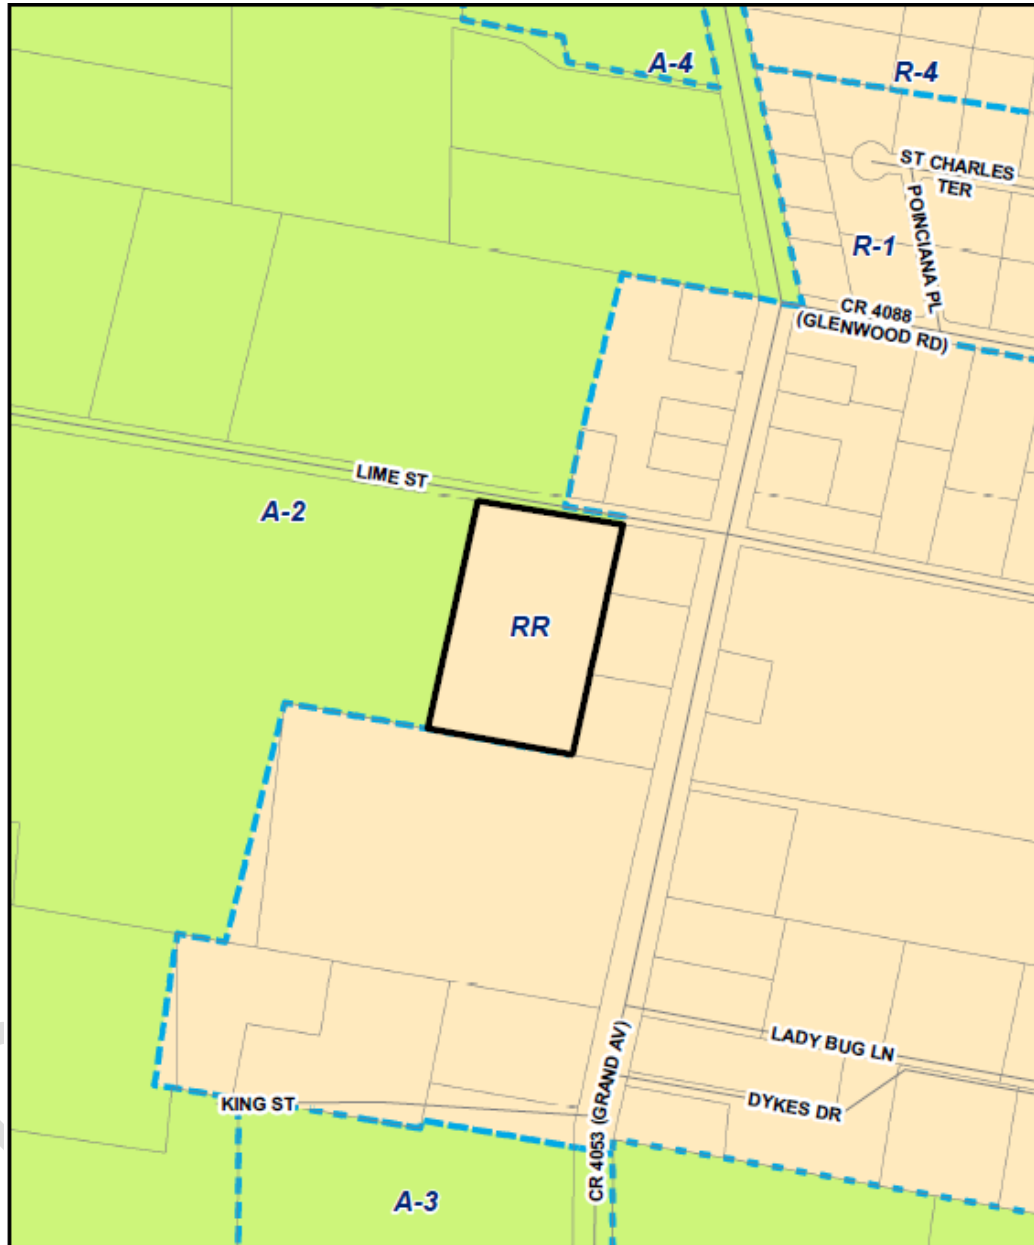 A-4
R-4
ST CHARLES
TER
POINCIANA PL
R-1
CR 4088
(GLENWOOD RD)
LIME ST
A-2
RR
LADY BUG LN
DYKES DR
KING ST
CR 4053 (GRAND AV)
A-3